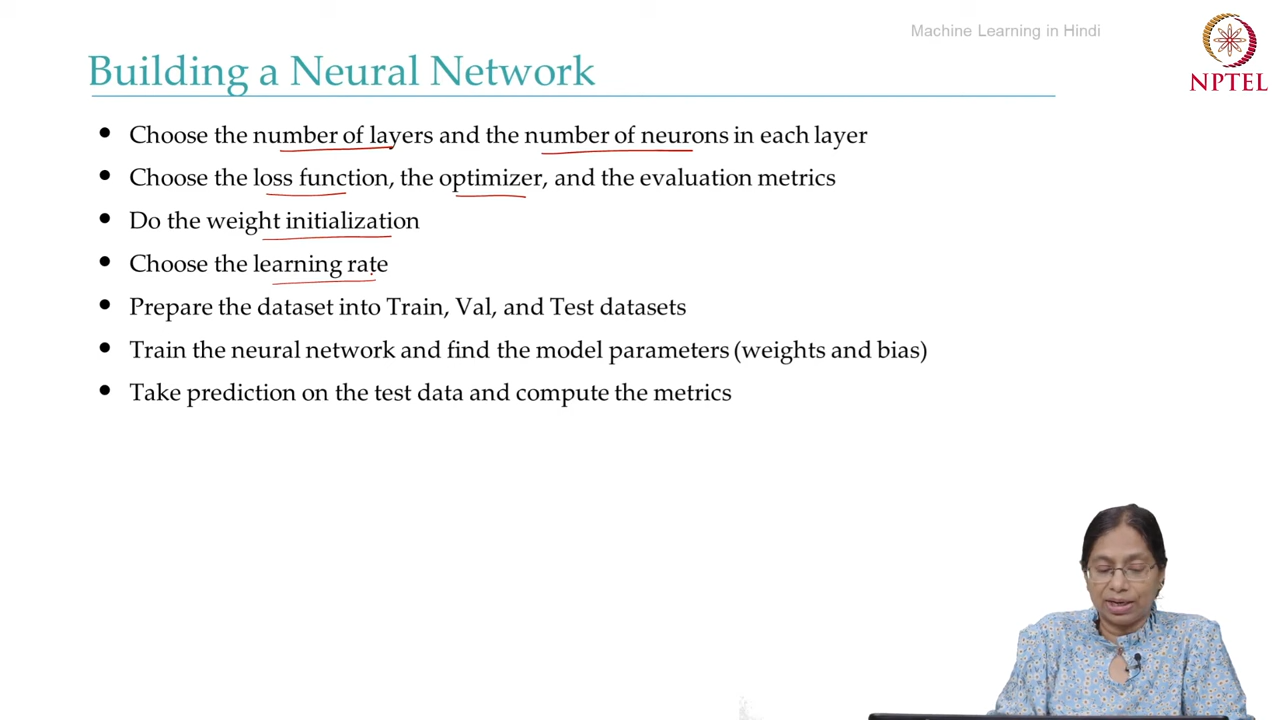 Machine Learning in Hindi
NPTEL
Building a Neural Network
• Choose the number of layers and the number of neurons in each layer
• Choose the loss function, the optimizer, and the evaluation metrics
• Do the weight initialization
• Choose the learning rate
• Prepare the dataset into Train, Val, and Test datasets
• Train the neural network and find the model parameters (weights and bias)
• Take prediction on the test data and compute the metrics